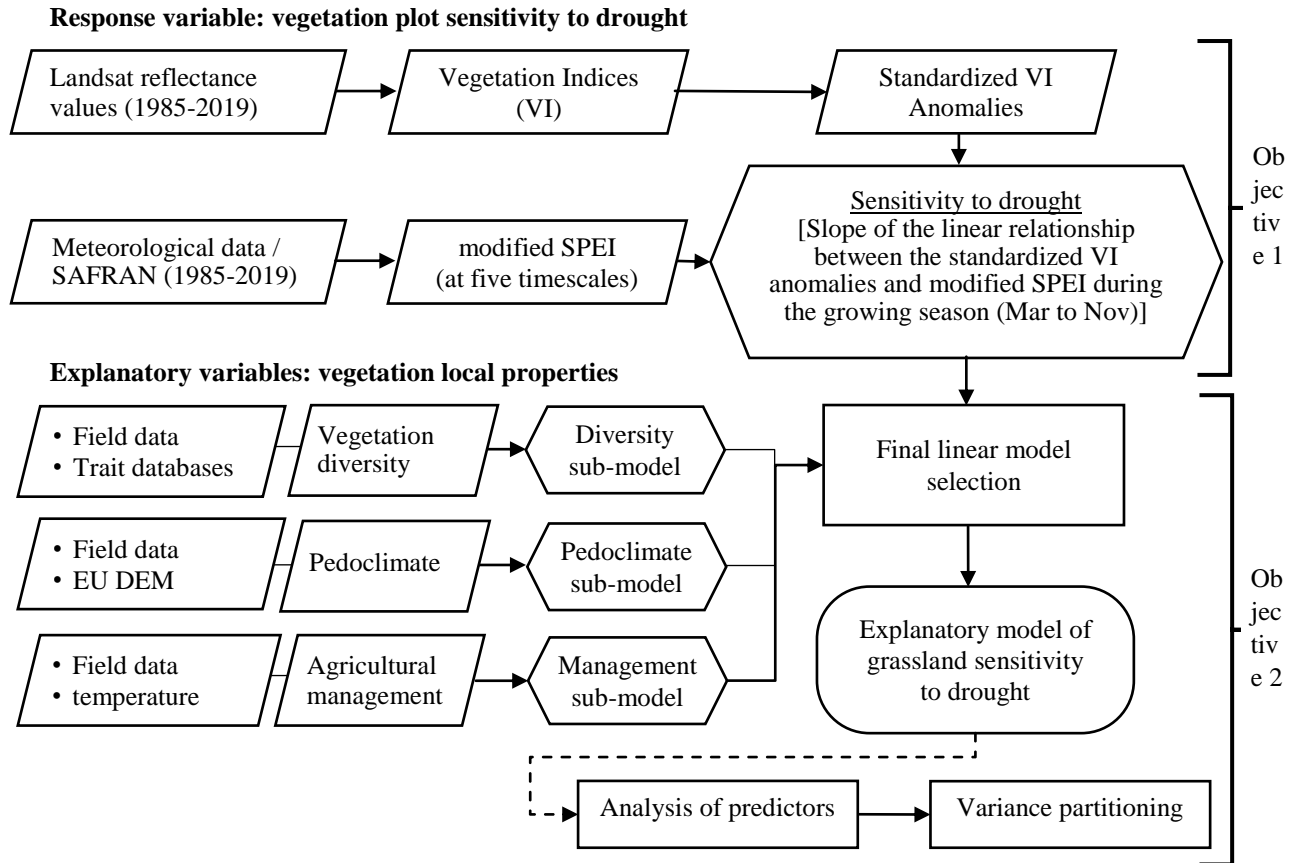 Response variable: vegetation plot sensitivity to drought
Landsat reflectance
values (1985-2019)
Vegetation Indices
(VI)
Standardized VI
Anomalies
Meteorological data /
SAFRAN (1985-2019)
modified SPEI
(at five timescales)
Sensitivity to drought
[Slope of the linear relationship
between the standardized VI
anomalies and modified SPEI during
the growing season (Mar to Nov)]
Ob
jec
tiv
e 1
Explanatory variables: vegetation local properties
• Field data
• Trait databases
Vegetation
diversity
Diversity
sub-model
Final linear model
selection
• Field data
• EU DEM
Pedoclimate
Pedoclimate
sub-model
• Field data
• temperature
Agricultural
management
Management
sub-model
Explanatory model of
grassland sensitivity
to drought
Ob
jec
tiv
e 2
Analysis of predictors
Variance partitioning